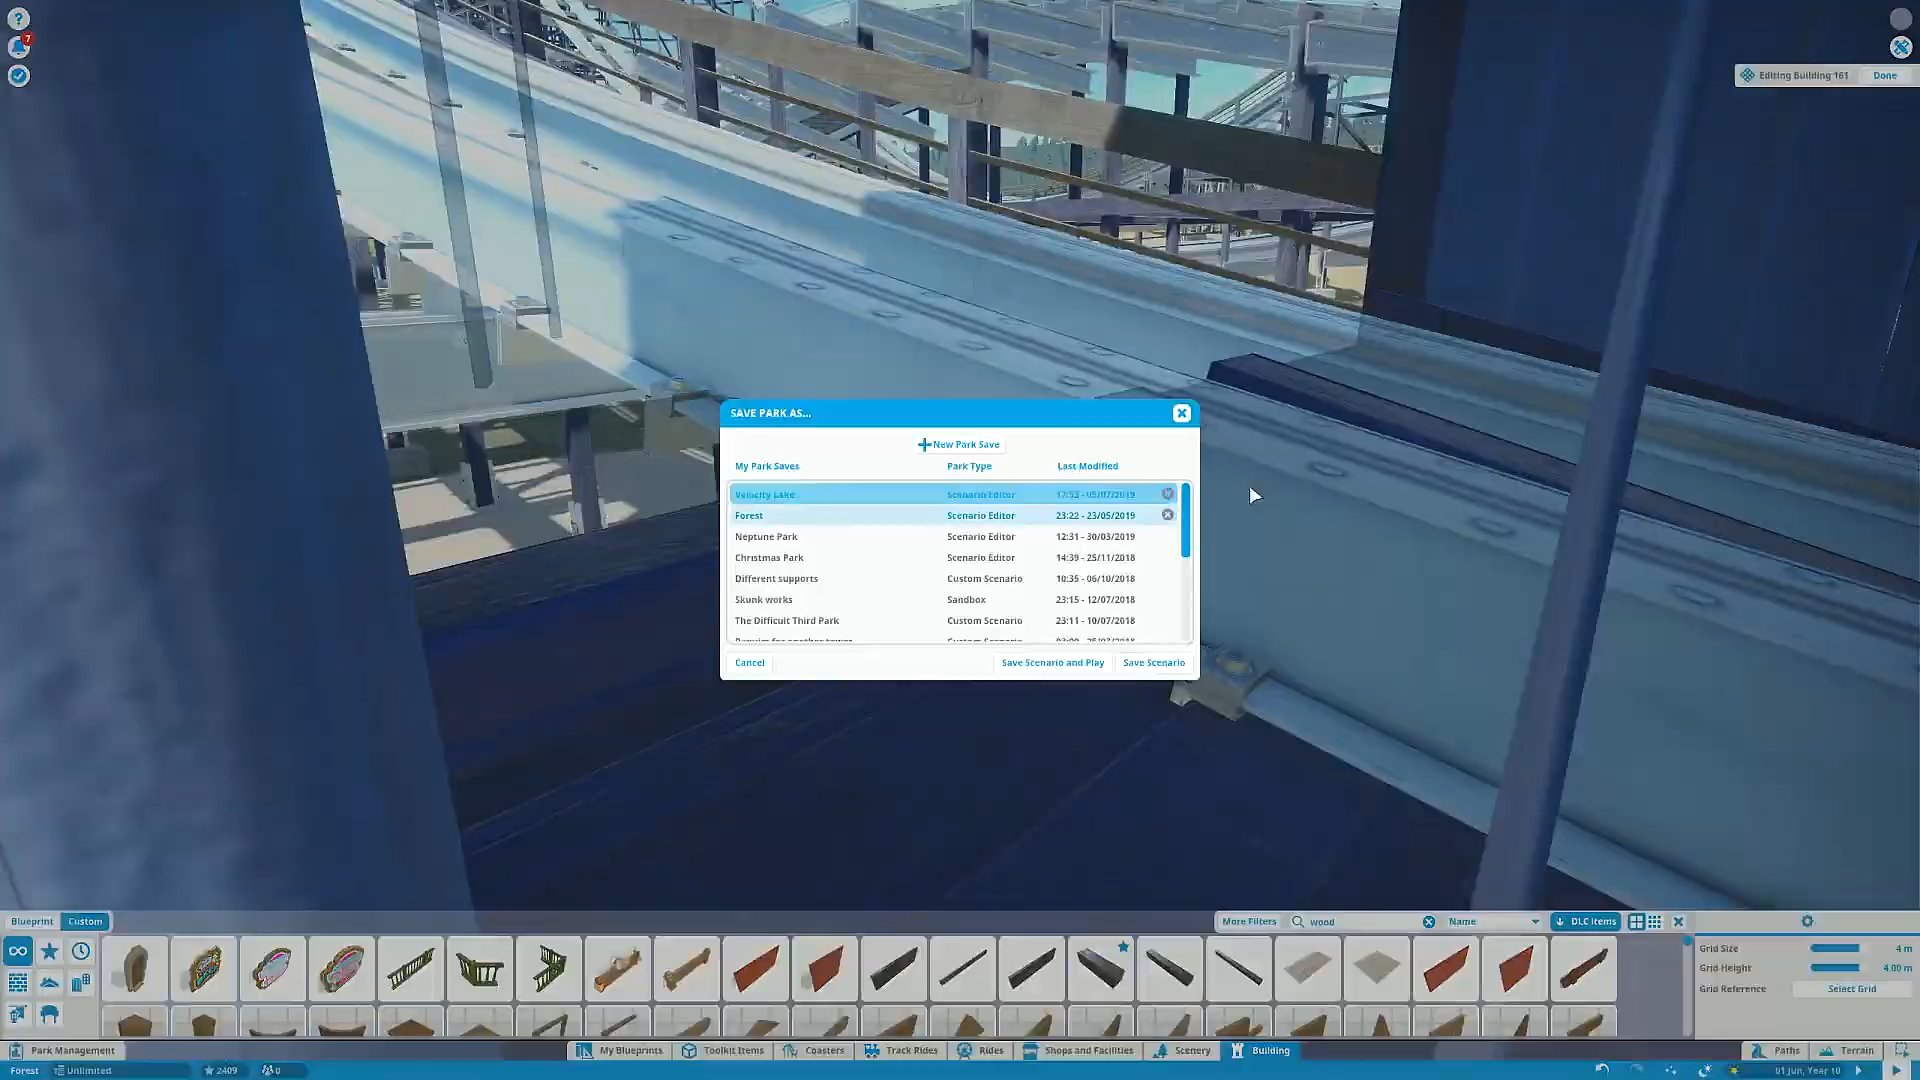 ?
7
Editing Building 161 Done
SAVE PARK AS...
New Park Save
My Park Saves Park Type Last Modified
Velocity Lake Scenario Editor 17:53 - 05/07/2019
Forest Scenario Editor 23:22 - 23/05/2019
Neptune Park Scenario Editor 12:31 - 30/03/2019
Christmas Park Scenario Editor 14:39 - 25/11/2018
Different supports Custom Scenario 10:35 - 06/10/2018
Skunk works Sandbox 23:15 - 12/07/2018
The Difficult Third Park Custom Scenario 23:11 - 10/07/2018
Custom Scenario
Cancel Save Scenario and Play Save Scenario
Blueprint Custom More Filters wood Name DLC Items
Grid Size 4 m
Grid Height 4.00 m
Grid Reference Select Grid
Park Management My Blueprints Toolkit Items Coasters Track Rides Rides Shops and Facilities Scenery Building Paths Terrain
Forest Unlimited 2409 0 01 Jun, Year 10